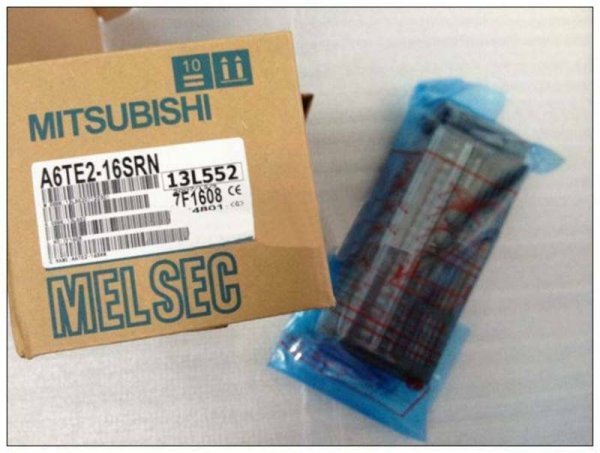 10
MITSUBISHI
A6TE2-16SRN
13L552
7F1608 CE
4801
MELSEC